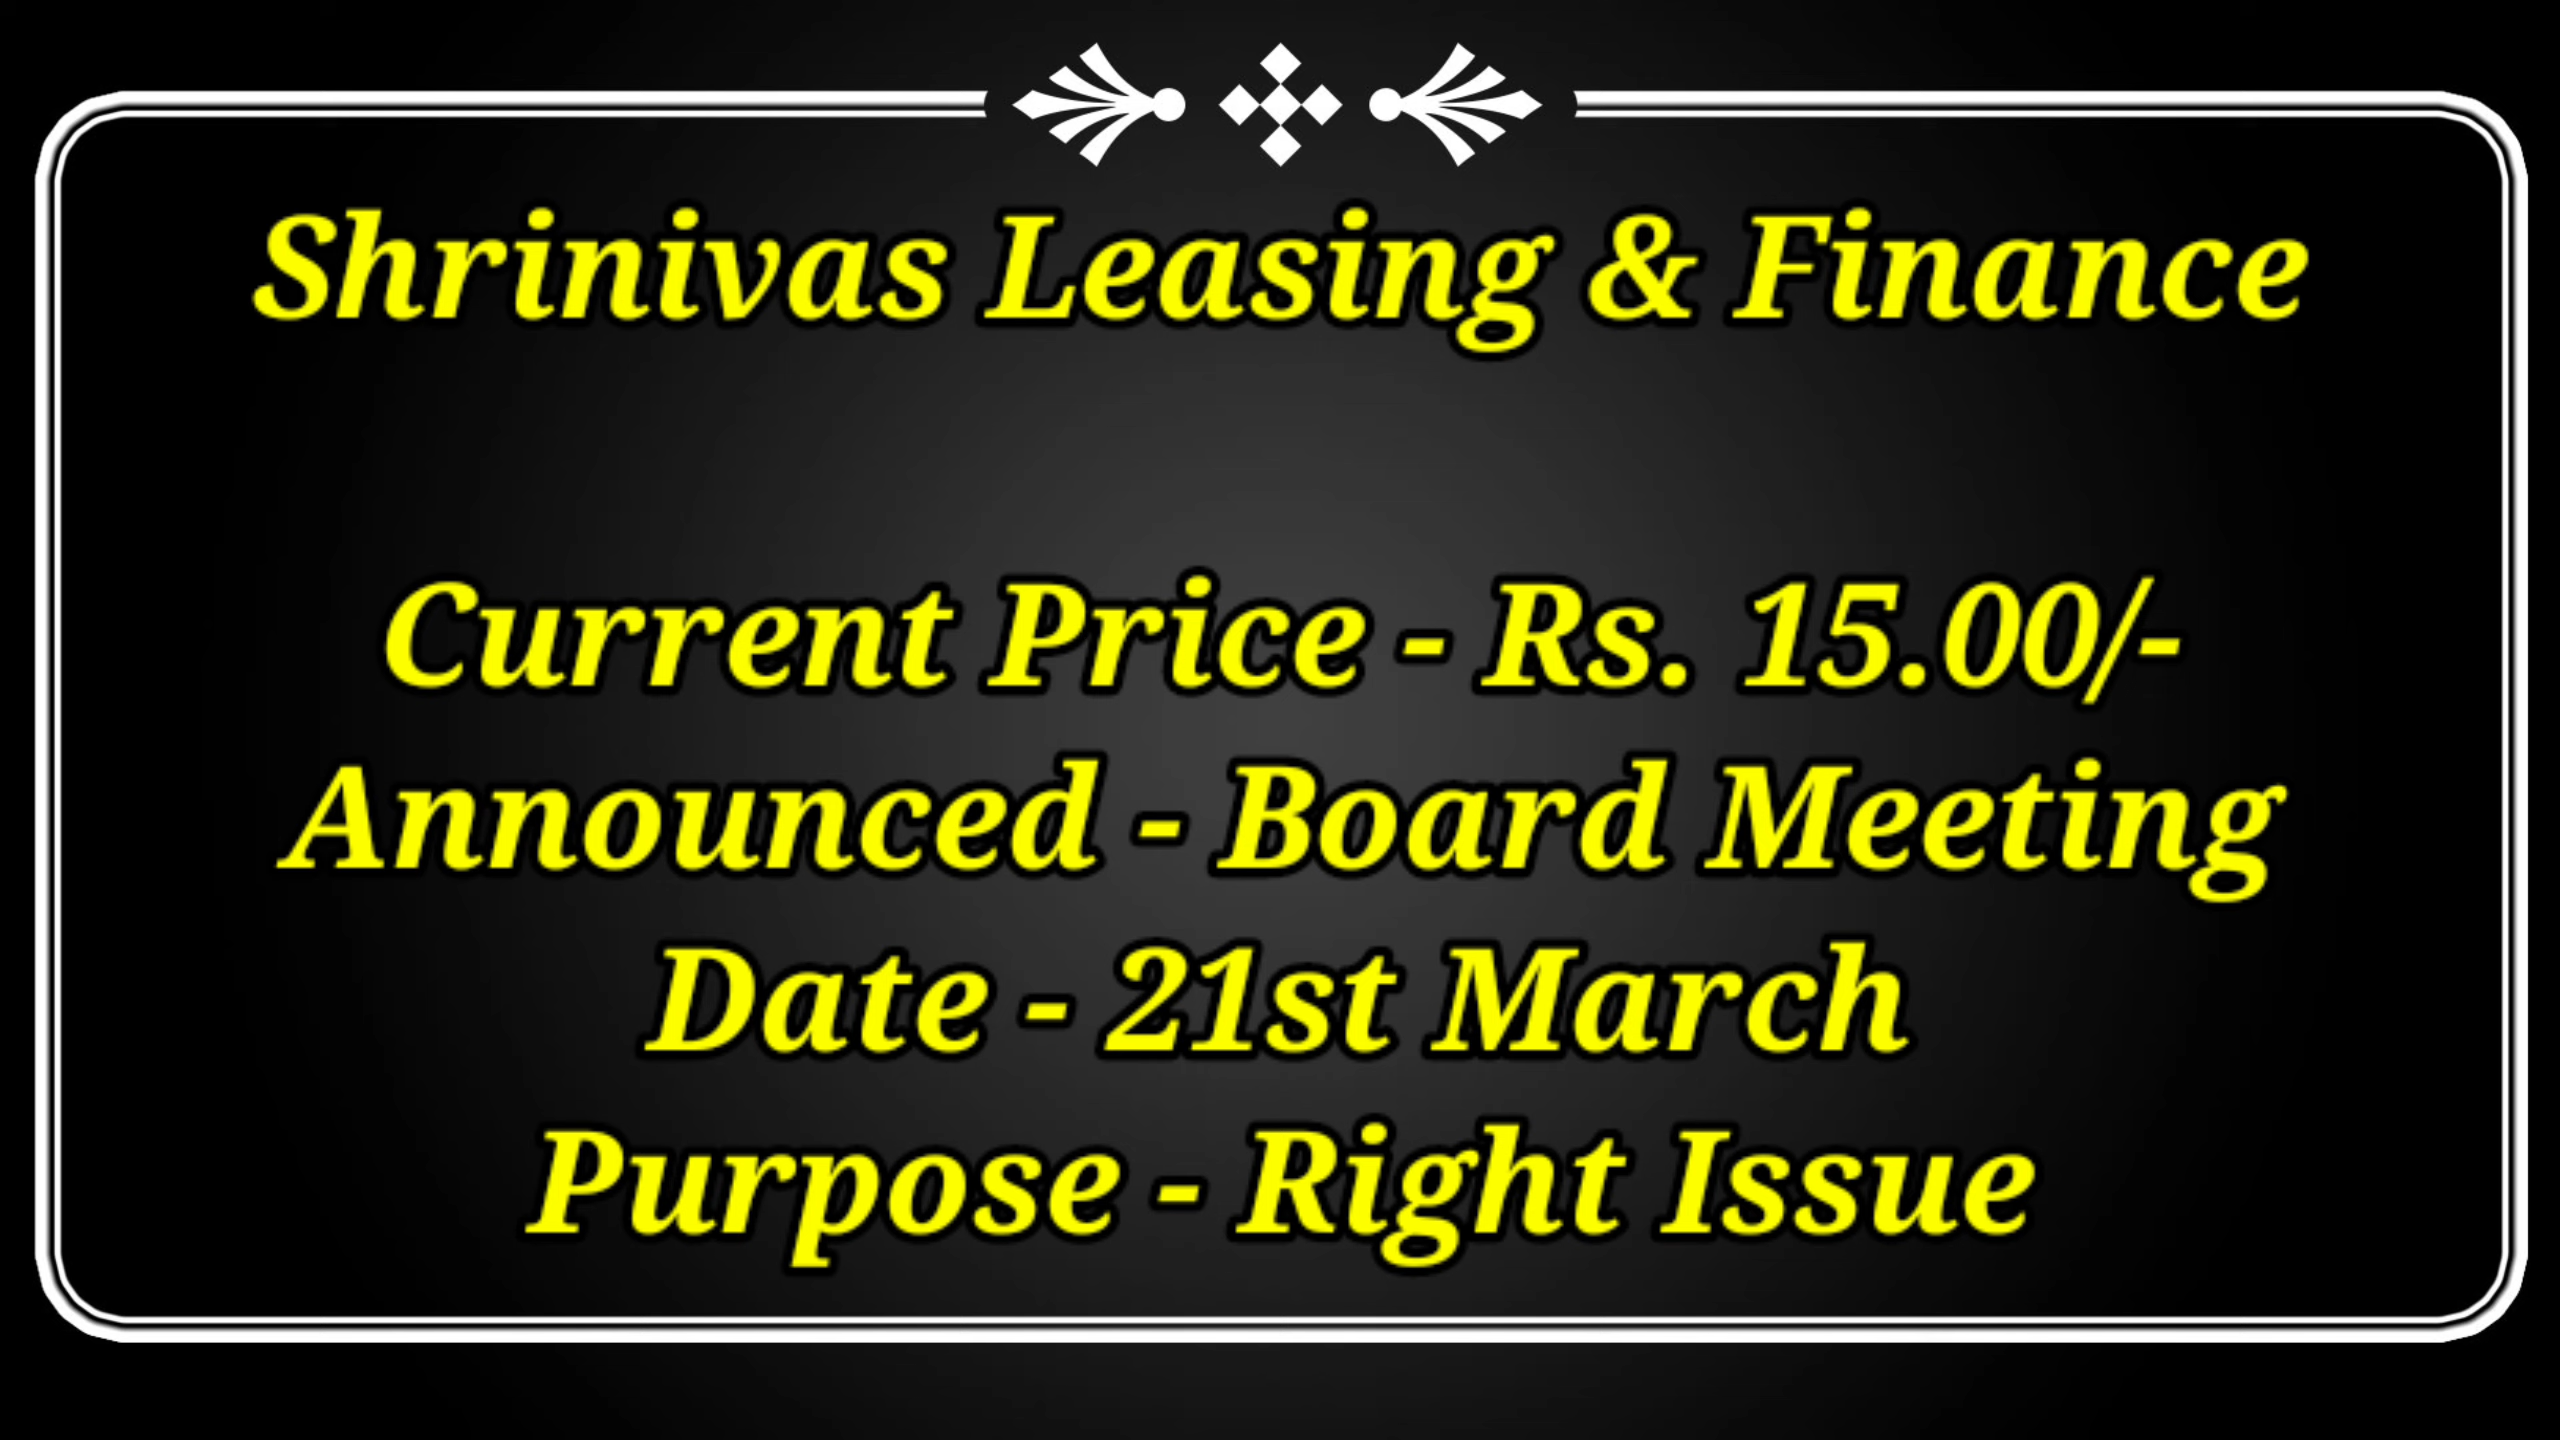 Shrinivas Leasing & Finance
Current Price - Rs. 15.00/-
Announced - Board Meeting
Date - 21st March
Purpose - Right Issue